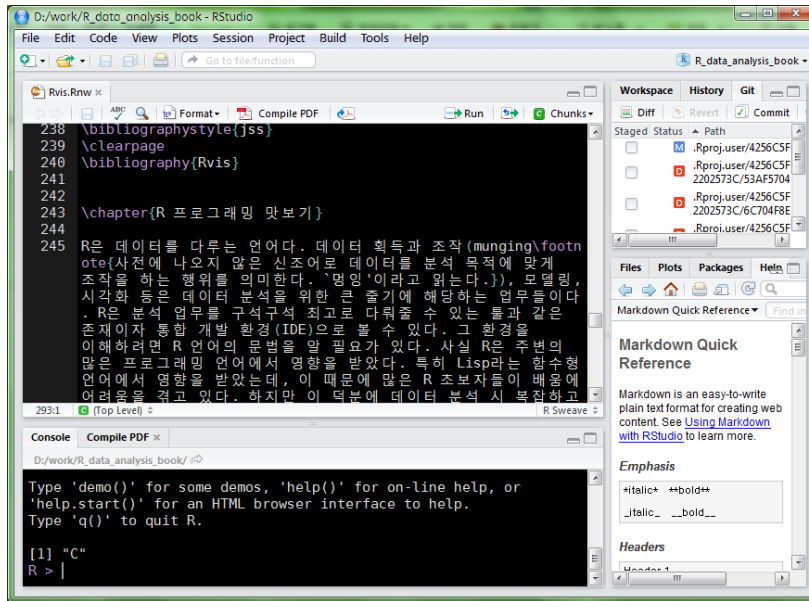 D:/work/R_data_analysis_book - RStudio
File Edit Code View Plots Session Project Build Tools Help
Go to file/function
R_data_analysis_book
Rvis.Rnw
ABC Format Compile PDF Run Chunks
238 \bibliographystyle{jss}
239 \clearpage
240 \bibliography{Rvis}
241
242
243 \chapter{R 프로그래밍 맛보기}
244
245 R은 데이터를 다루는 언어다. 데이터 획득과 조작(munging\footn
ote{사전에 나오지 않은 신조어로 데이터를 분석 목적에 맞게
조작을 하는 행위를 의미한다. `멍잉'이라고 읽는다.}), 모델링,
시각화 등은 데이터 분석을 위한 큰 줄기에 해당하는 업무들이다
. R은 분석 업무를 구석구석 최고로 다뤄줄 수 있는 툴과 같은
존재이자 통합 개발 환경(IDE)으로 볼 수 있다. 그 환경을
이해하려면 R 언어의 문법을 알 필요가 있다. 사실 R은 주변의
많은 프로그래밍 언어에서 영향을 받았다. 특히 Lisp라는 함수형
언어에서 영향을 받았는데, 이 때문에 많은 R 초보자들이 배움에
어려움을 겪고 있다. 하지만 이 덕분에 데이터 분석 시 복잡하고
293:1 (Top Level) R Sweave
Console Compile PDF
D:/work/R_data_analysis_book/
Type 'demo()' for some demos, 'help()' for on-line help, or
'help.start()' for an HTML browser interface to help.
Type 'q()' to quit R.
[1] "C"
R >
Workspace History Git
Diff Revert Commit
Staged Status Path
M .Rproj.user/4256C5F
D .Rproj.user/4256C5F
2202573C/53AF5704
D .Rproj.user/4256C5F
2202573C/6C704F8E
.Rproj.user/4256C5F
Files Plots Packages Help
Markdown Quick Reference Find in
Markdown Quick
Reference
Markdown is an easy-to-write
plain text format for creating web
content. See Using Markdown
with RStudio to learn more.
Emphasis
*italic* **bold**
_italic_ __bold__
Headers
Header 1